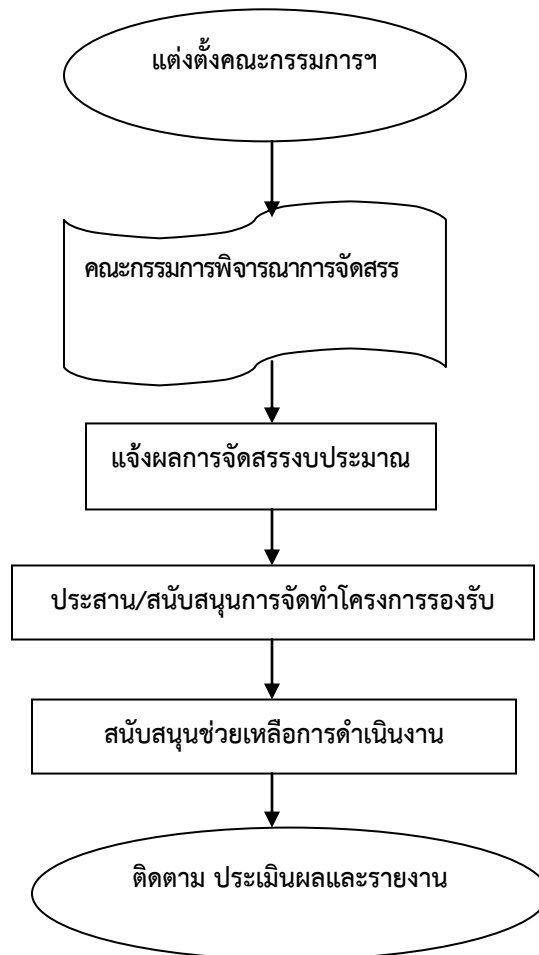 แต่งตั้งคณะกรรมการฯ
คณะกรรมการพิจารณาการจัดสรร
แจ้งผลการจัดสรรงบประมาณ
ประสาน/สนับสนุนการจัดทำโครงการรองรับ
สนับสนุนช่วยเหลือการดำเนินงาน
ติดตาม ประเมินผลและรายงาน